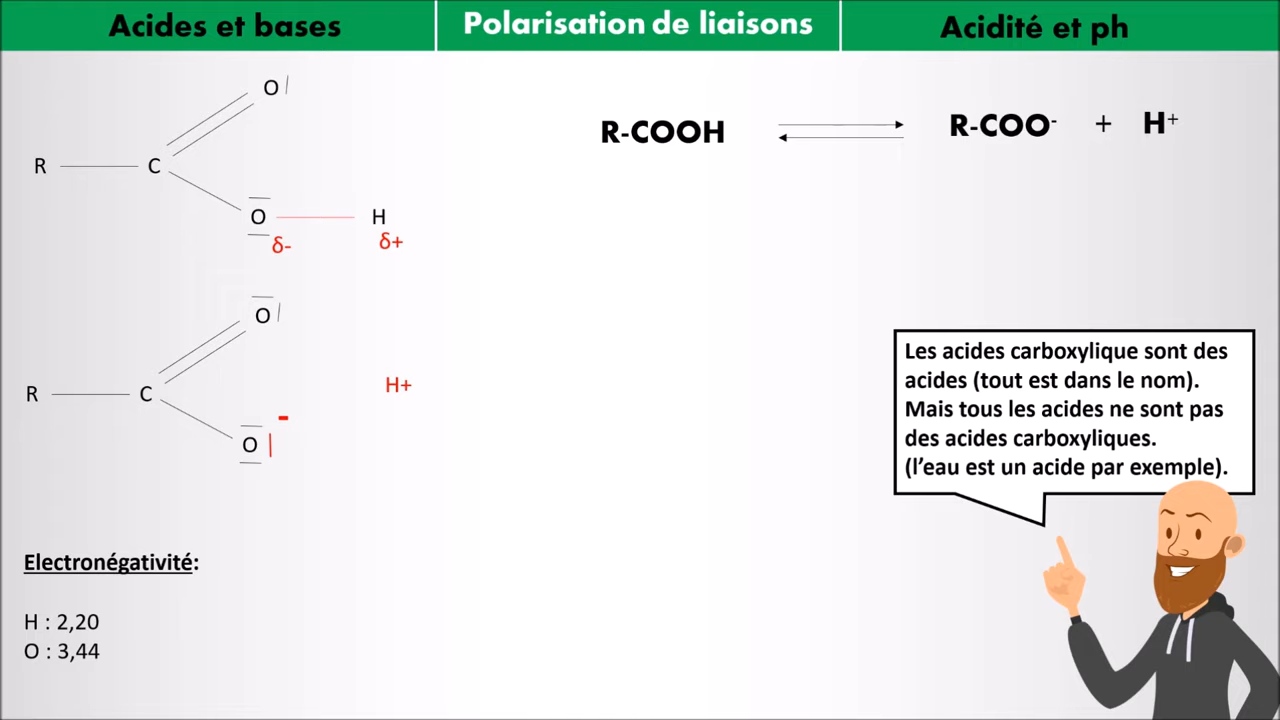 Acides et bases
Polarisation de liaisons
Acidité et ph
O
R C
O H
δ- δ+
R-COOH
R-COO- + H+
O
R C
H+
-
O
Les acides carboxylique sont des
acides (tout est dans le nom).
Mais tous les acides ne sont pas
des acides carboxyliques.
(l’eau est un acide par exemple).
Electronégativité:
H : 2,20
O : 3,44